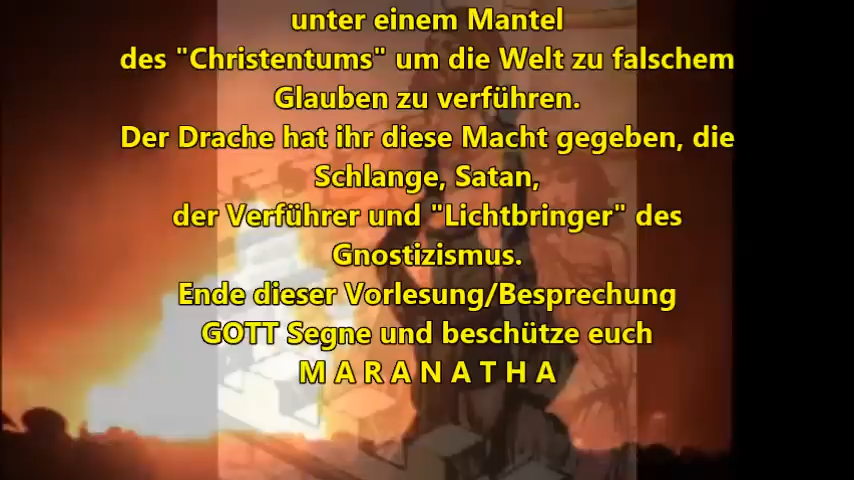 unter einem Mantel
des "Christentums" um die Welt zu falschem
Glauben zu verführen.
Der Drache hat ihr diese Macht gegeben, die
Schlange, Satan,
der Verführer und "Lichtbringer" des
Gnostizismus.
Ende dieser Vorlesung/Besprechung
GOTT Segne und beschütze euch
M A R A N A T H A